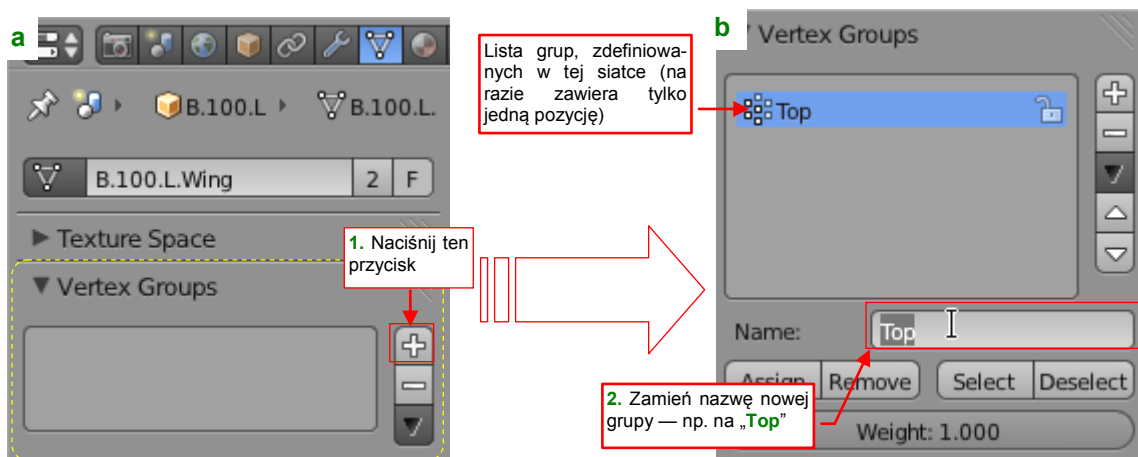 a
B.100.L
B.100.L.
B.100.L.Wing
2
F
Texture Space
1. Naciśnij ten
przycisk
Vertex Groups
Lista grup, zdefiniowa-
nych w tej siatce (na
razie zawiera tylko
jedną pozycję)
b
Vertex Groups
Top
Name:
Top
Assign
Remove
Select
Deselect
2. Zamień nazwę nowej
grupy — np. na „Top”
Weight: 1.000